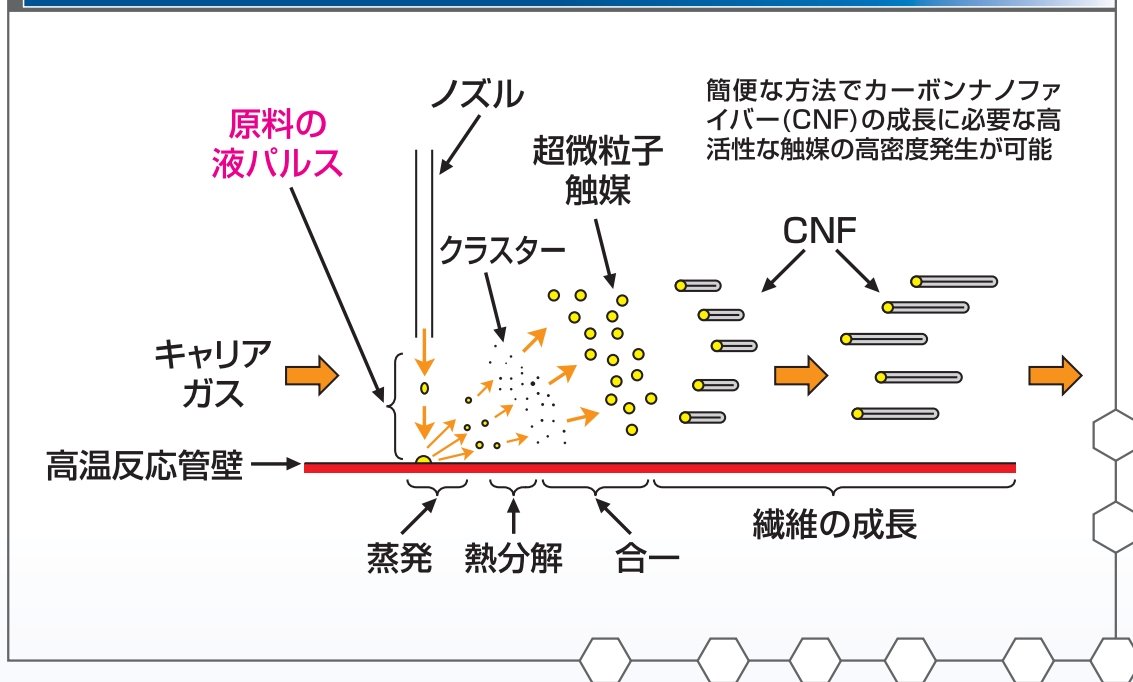 ノズル
原料の
液パルス
簡便な方法でカーボンナノファ
イバー(CNF)の成長に必要な高
活性な触媒の高密度発生が可能
超微粒子
触媒
CNF
クラスター
キャリア
ガス
高温反応管壁
蒸発
熱分解
合一
繊維の成長